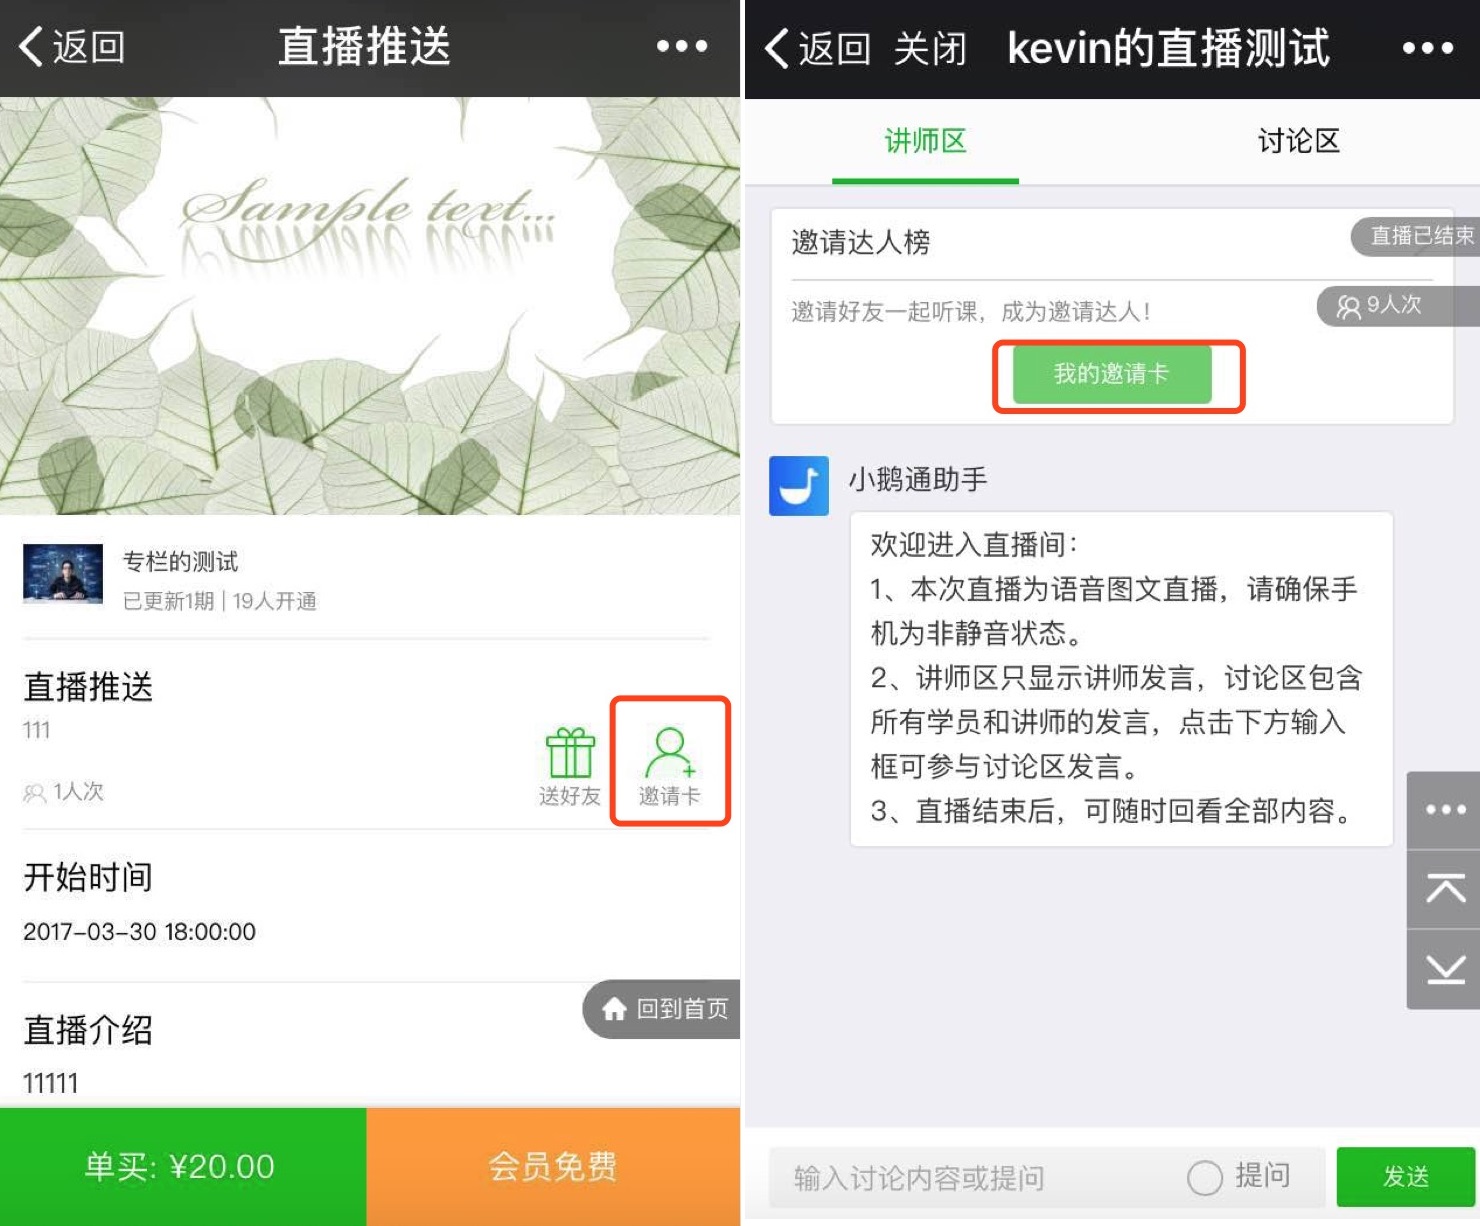 返回
直播推送
Sample text...
专栏的测试
已更新1期 | 19人开通
直播推送
111
1人次
送好友
邀请卡
开始时间
2017-03-30 18:00:00
回到首页
直播介绍
11111
单买: ¥20.00
会员免费
返回 关闭 kevin的直播测试
讲师区
讨论区
邀请达人榜
直播已结束
邀请好友一起听课，成为邀请达人！
9人次
我的邀请卡
小鹅通助手
欢迎进入直播间：
1、本次直播为语音图文直播，请确保手
机为非静音状态。
2、讲师区只显示讲师发言，讨论区包含
所有学员和讲师的发言，点击下方输入
框可参与讨论区发言。
3、直播结束后，可随时回看全部内容。
输入讨论内容或提问
提问
发送